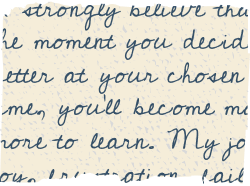 strongly believe tha
he moment you decid
etter at your chosen
me, you'll become mo
more to learn. My jo